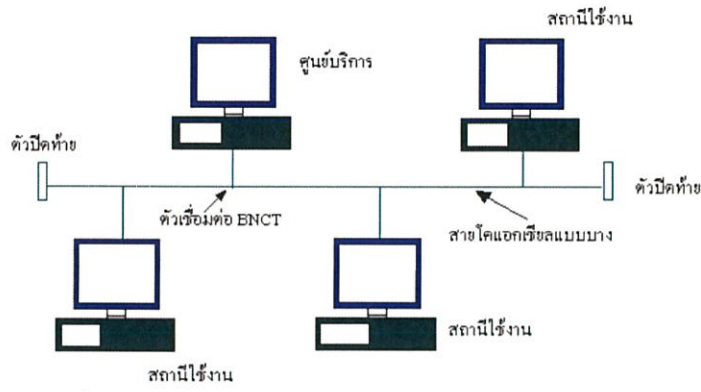 สถานีใช้งาน
ศูนย์บริการ
ตัวปิดท้าย
ตัวปิดท้าย
ตัวเชื่อมต่อ BNCT
สายโคแอกเชียลแบบบาง
สถานีใช้งาน
สถานีใช้งาน